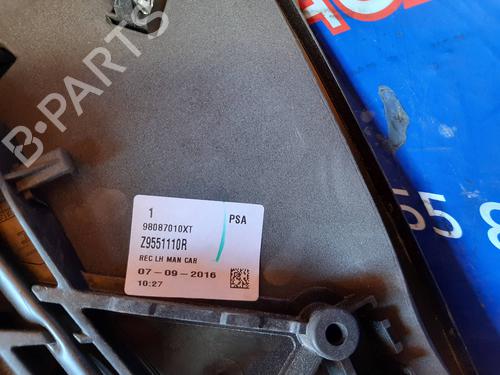 B-PARTS
1
PSA
98087010XT
Z9551110R
REC LH MAN CAR
07-09-2016
10:27
55 8